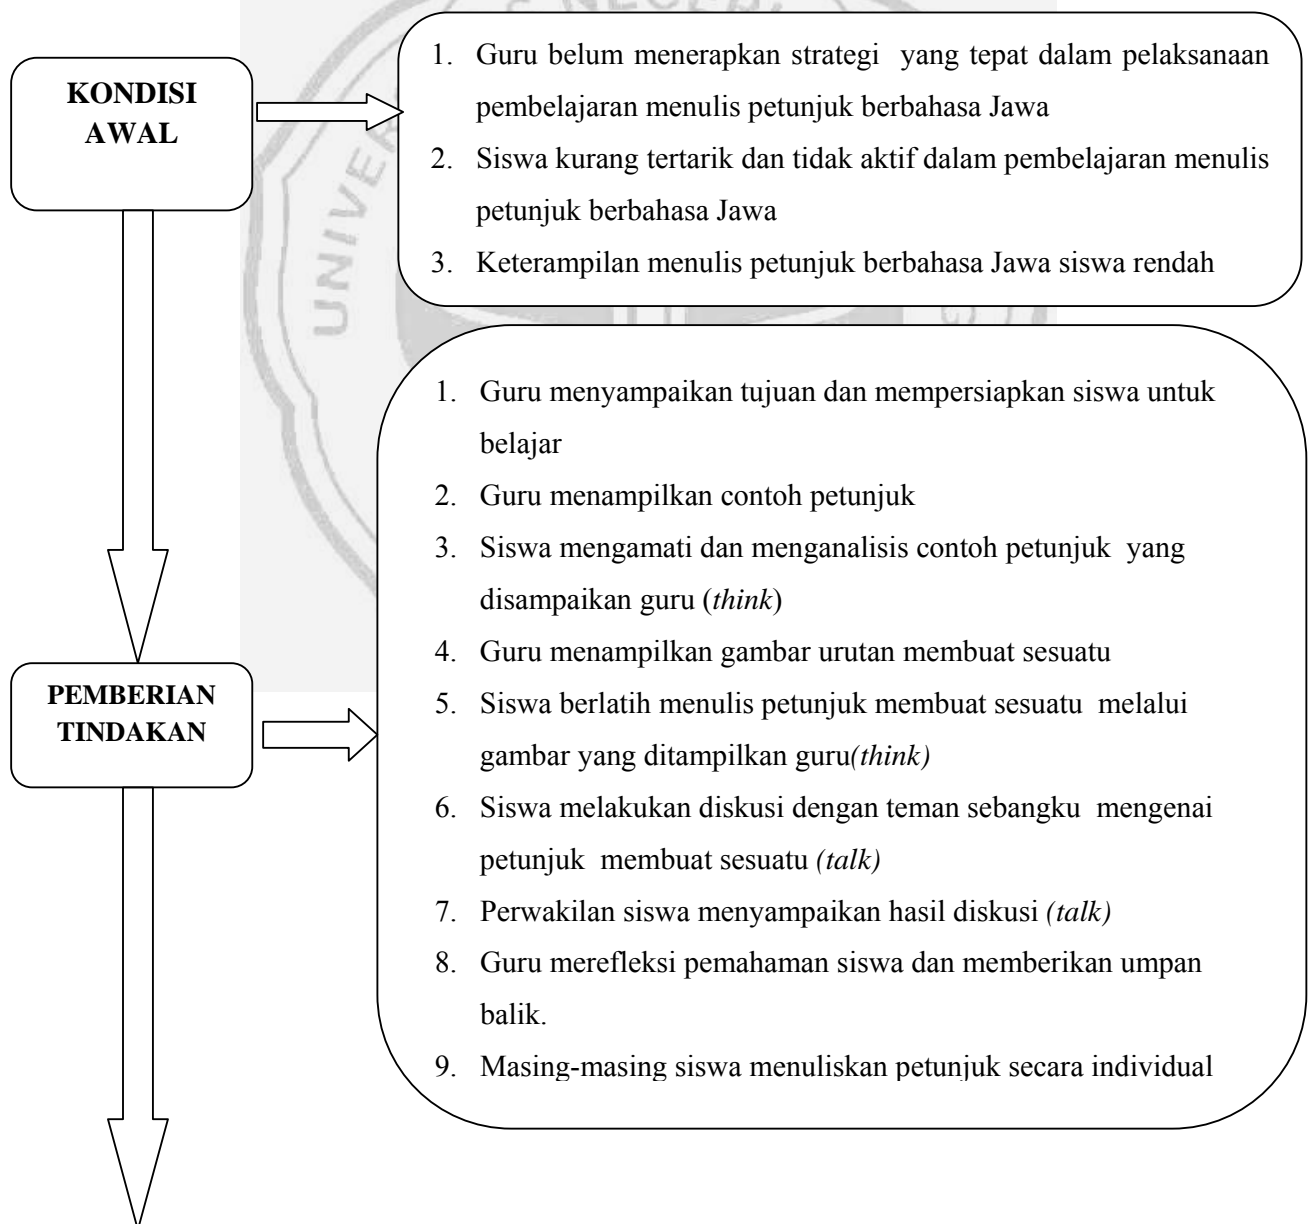 KONDISI
AWAL
1. Guru belum menerapkan strategi yang tepat dalam pelaksanaan
pembelajaran menulis petunjuk berbahasa Jawa
2. Siswa kurang tertarik dan tidak aktif dalam pembelajaran menulis
petunjuk berbahasa Jawa
3. Keterampilan menulis petunjuk berbahasa Jawa siswa rendah
PEMBERIAN
TINDAKAN
1. Guru menyampaikan tujuan dan mempersiapkan siswa untuk
belajar
2. Guru menampilkan contoh petunjuk
3. Siswa mengamati dan menganalisis contoh petunjuk yang
disampaikan guru (think)
4. Guru menampilkan gambar urutan membuat sesuatu
5. Siswa berlatih menulis petunjuk membuat sesuatu melalui
gambar yang ditampilkan guru(think)
6. Siswa melakukan diskusi dengan teman sebangku mengenai
petunjuk membuat sesuatu (talk)
7. Perwakilan siswa menyampaikan hasil diskusi (talk)
8. Guru merefleksi pemahaman siswa dan memberikan umpan
balik.
9. Masing-masing siswa menuliskan petunjuk secara individual